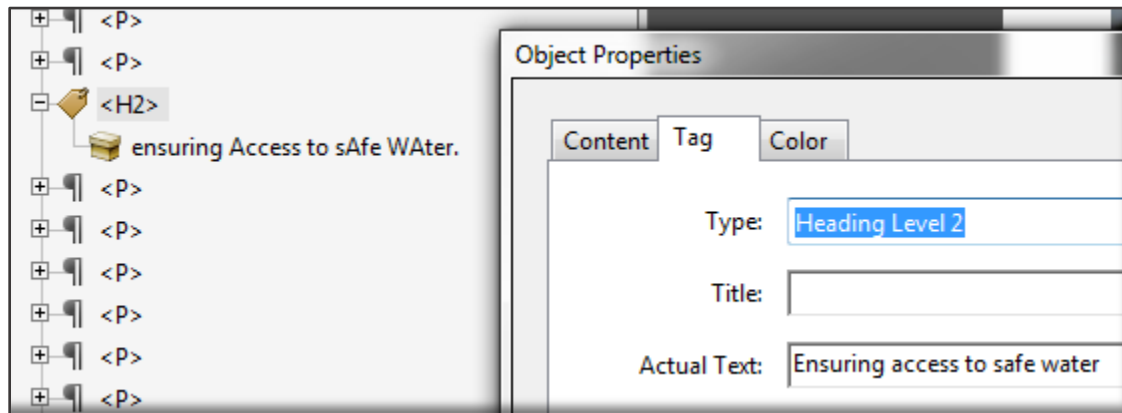 <P>
<P>
<H2>
ensuring Access to sAfe WAter.
<P>
<P>
<P>
<P>
<P>
<P>
Object Properties
Content Tag Color
Type: Heading Level 2
Title:
Actual Text: Ensuring access to safe water